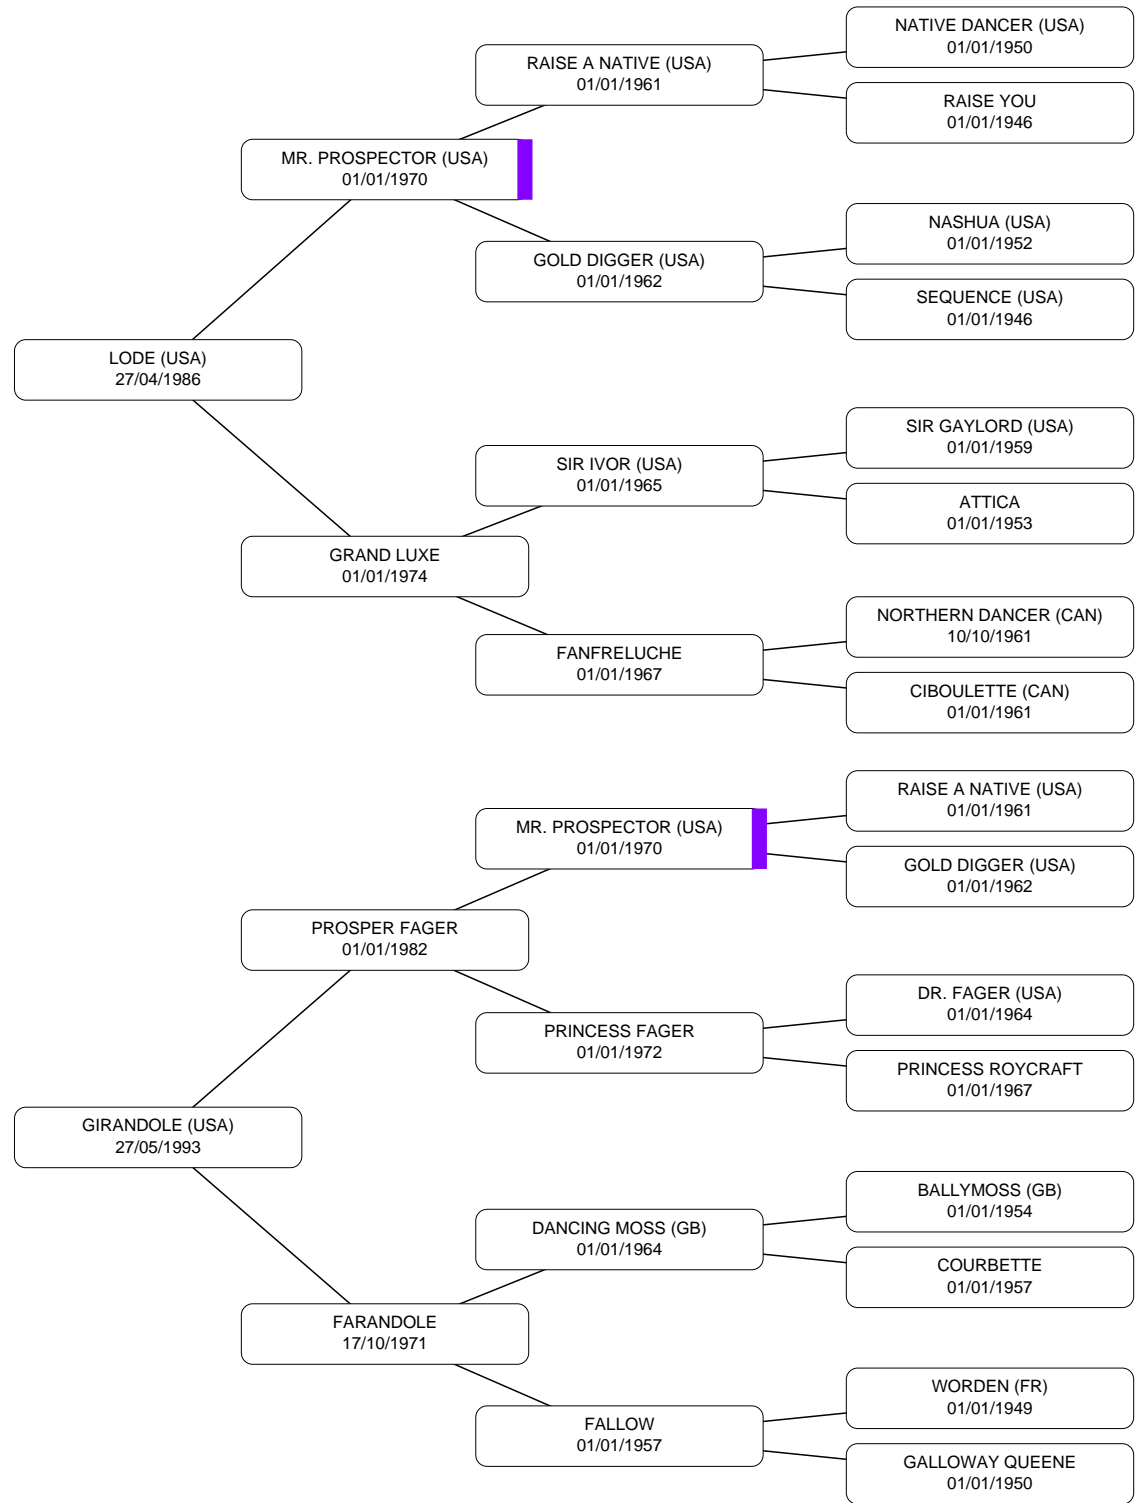 NATIVE DANCER (USA)
01/01/1950
RAISE A NATIVE (USA)
01/01/1961
RAISE YOU
01/01/1946
MR. PROSPECTOR (USA)
01/01/1970
NASHUA (USA)
01/01/1952
GOLD DIGGER (USA)
01/01/1962
SEQUENCE (USA)
01/01/1946
LODE (USA)
27/04/1986
SIR GAYLORD (USA)
01/01/1959
SIR IVOR (USA)
01/01/1965
ATTICA
01/01/1953
GRAND LUXE
01/01/1974
NORTHERN DANCER (CAN)
10/10/1961
FANFRELUCHE
01/01/1967
CIBOULETTE (CAN)
01/01/1961
RAISE A NATIVE (USA)
01/01/1961
MR. PROSPECTOR (USA)
01/01/1970
GOLD DIGGER (USA)
01/01/1962
PROSPER FAGER
01/01/1982
DR. FAGER (USA)
01/01/1964
PRINCESS FAGER
01/01/1972
PRINCESS ROYCRAFT
01/01/1967
GIRANDOLE (USA)
27/05/1993
BALLYMOSS (GB)
01/01/1954
DANCING MOSS (GB)
01/01/1964
COURBETTE
01/01/1957
FARANDOLE
17/10/1971
WORDEN (FR)
01/01/1949
FALLOW
01/01/1957
GALLOWAY QUEENE
01/01/1950